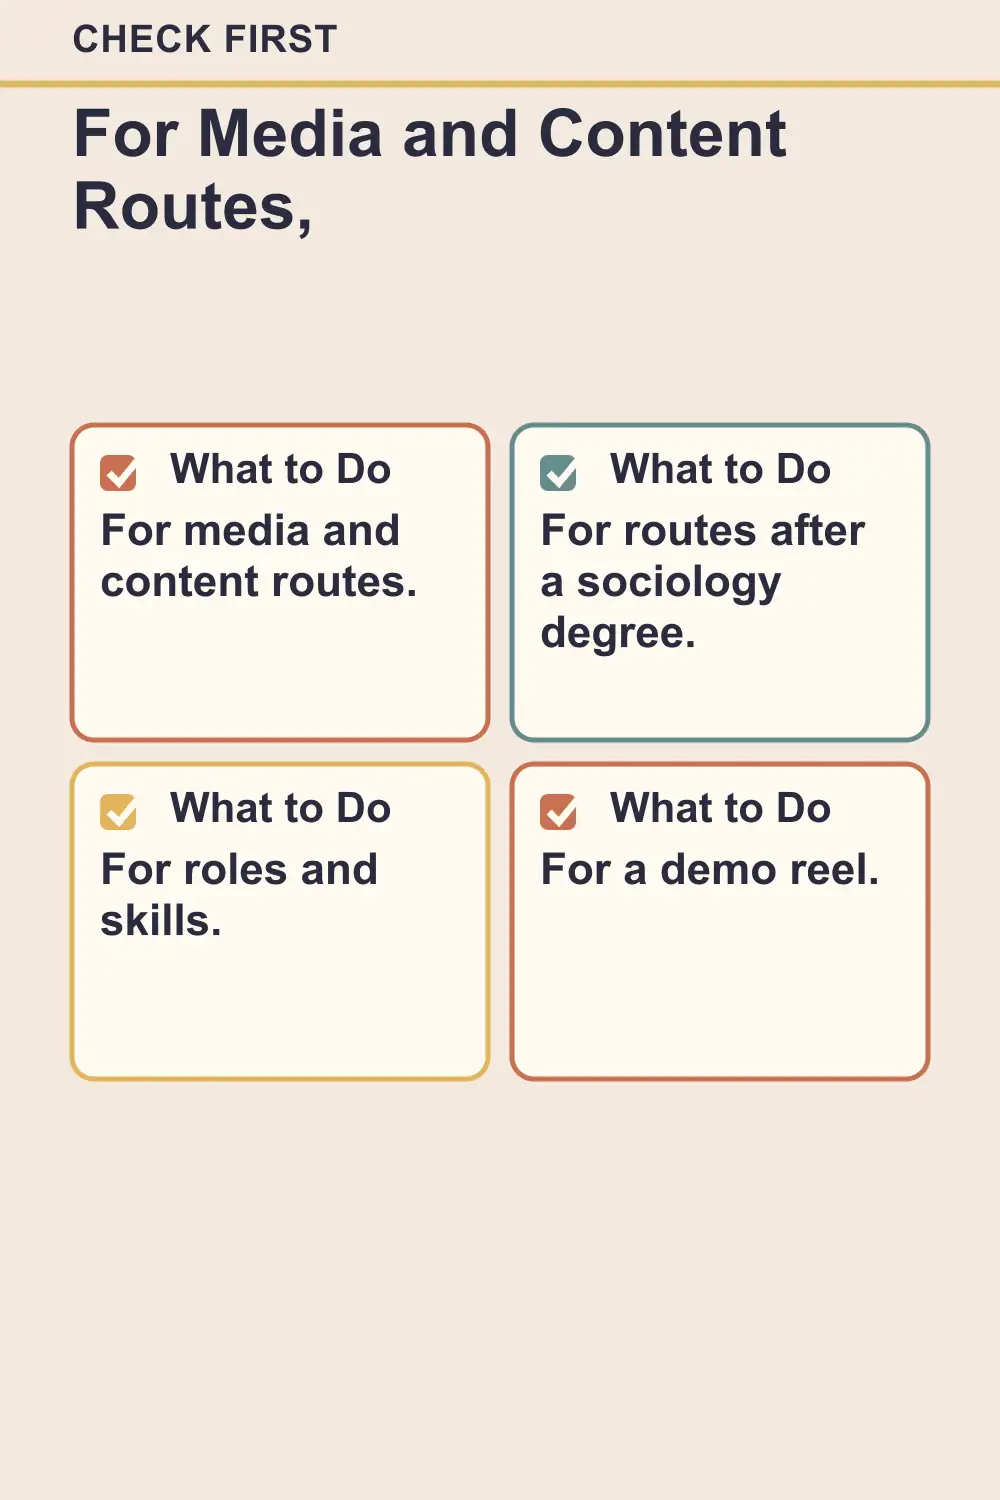 CHECK FIRST
For Media and Content
Routes,
What to Do
For media and
content routes.
What to Do
For routes after
a sociology
degree.
What to Do
For roles and
skills.
What to Do
For a demo reel.